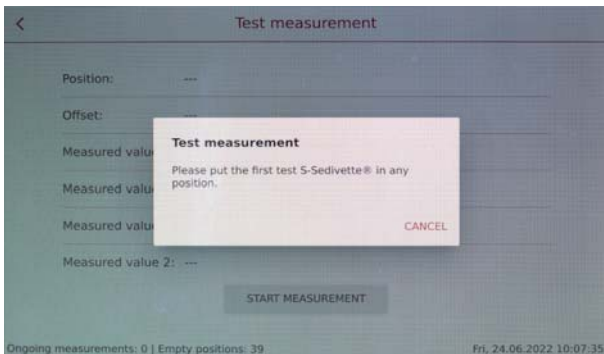 Test measurement
Position: ---
Offset: ---
Measured valu
Test measurement
Please put the first test S-Sedivette® in any
position.
Measured valu
Measured valu
CANCEL
Measured value 2: ---
START MEASUREMENT
Ongoing measurements: 0 | Empty positions: 39
Fri, 24.06.2022 10:07:35